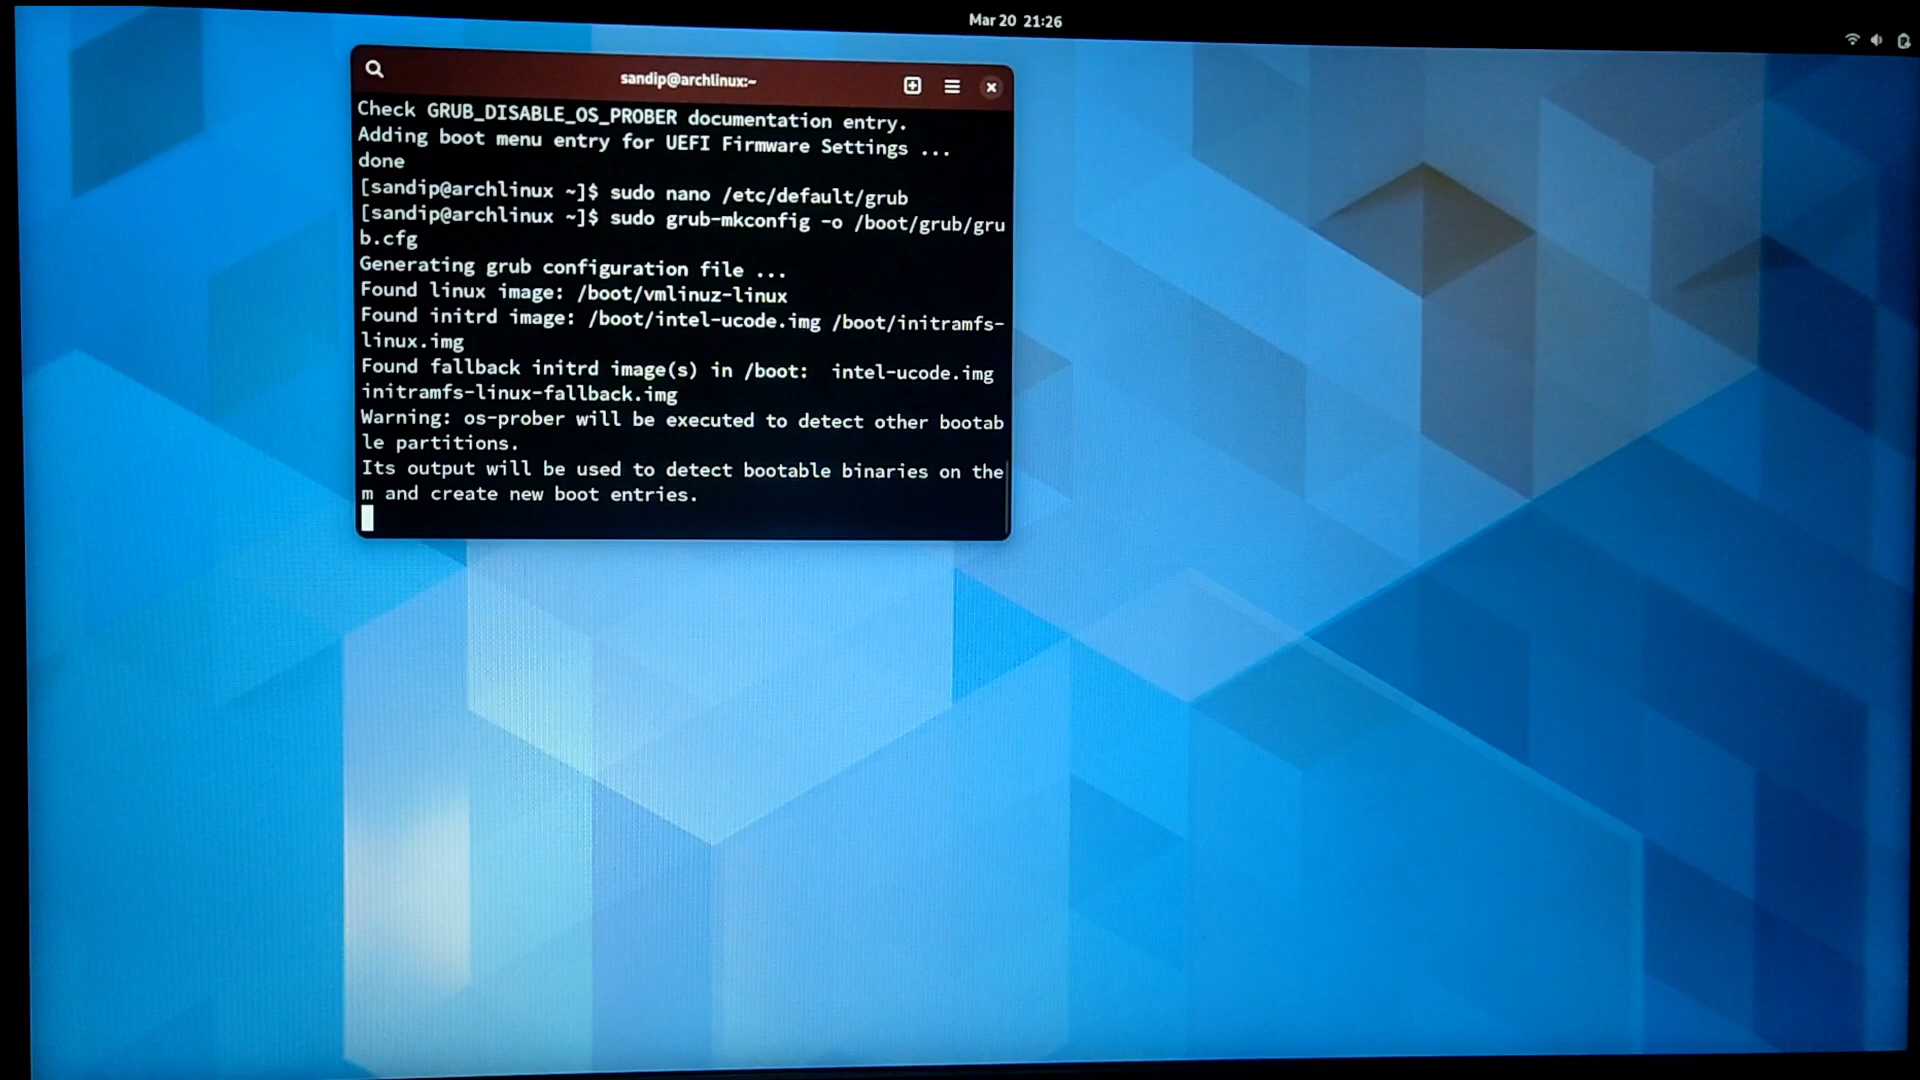 Mar 20 21:26
sandip@archlinux:~
Check GRUB_DISABLE_OS_PROBER documentation entry.
Adding boot menu entry for UEFI Firmware Settings ...
done
[sandip@archlinux ~]$ sudo nano /etc/default/grub
[sandip@archlinux ~]$ sudo grub-mkconfig -o /boot/grub/gru
b.cfg
Generating grub configuration file ...
Found linux image: /boot/vmlinuz-linux
Found initrd image: /boot/intel-ucode.img /boot/initramfs-
linux.img
Found fallback initrd image(s) in /boot:  intel-ucode.img
initramfs-linux-fallback.img
Warning: os-prober will be executed to detect other bootab
le partitions.
Its output will be used to detect bootable binaries on the
m and create new boot entries.